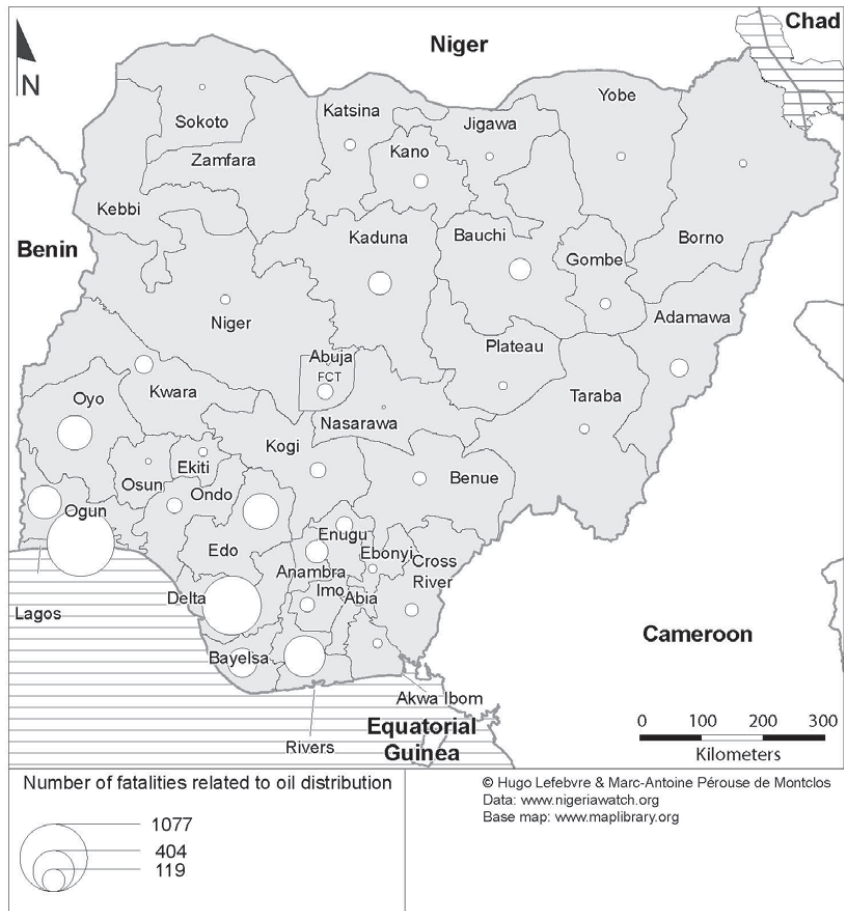 Chad
Niger
N
Sokoto
Katsina
Yobe
Jigawa
Kano
Zamfara
Kebbi
Benin
Kaduna
Bauchi
Borno
Gombe
Niger
Adamawa
Abuja
FCT
Plateau
Kwara
Oyo
Taraba
Nasarawa
Kogi
Ekiti
Benue
Osun
Ondo
Ogun
Enugu
Edo
Ebonyi
Cross
River
Anambra
Delta
Imo
Abia
Lagos
Cameroon
Bayelsa
Akwa Ibom
Equatorial
Guinea
Rivers
0 100 200 300
Kilometers
Number of fatalities related to oil distribution
1077
404
119
© Hugo Lefebvre & Marc-Antoine Pérouse de Montclos
Data: www.nigeriawatch.org
Base map: www.maplibrary.org